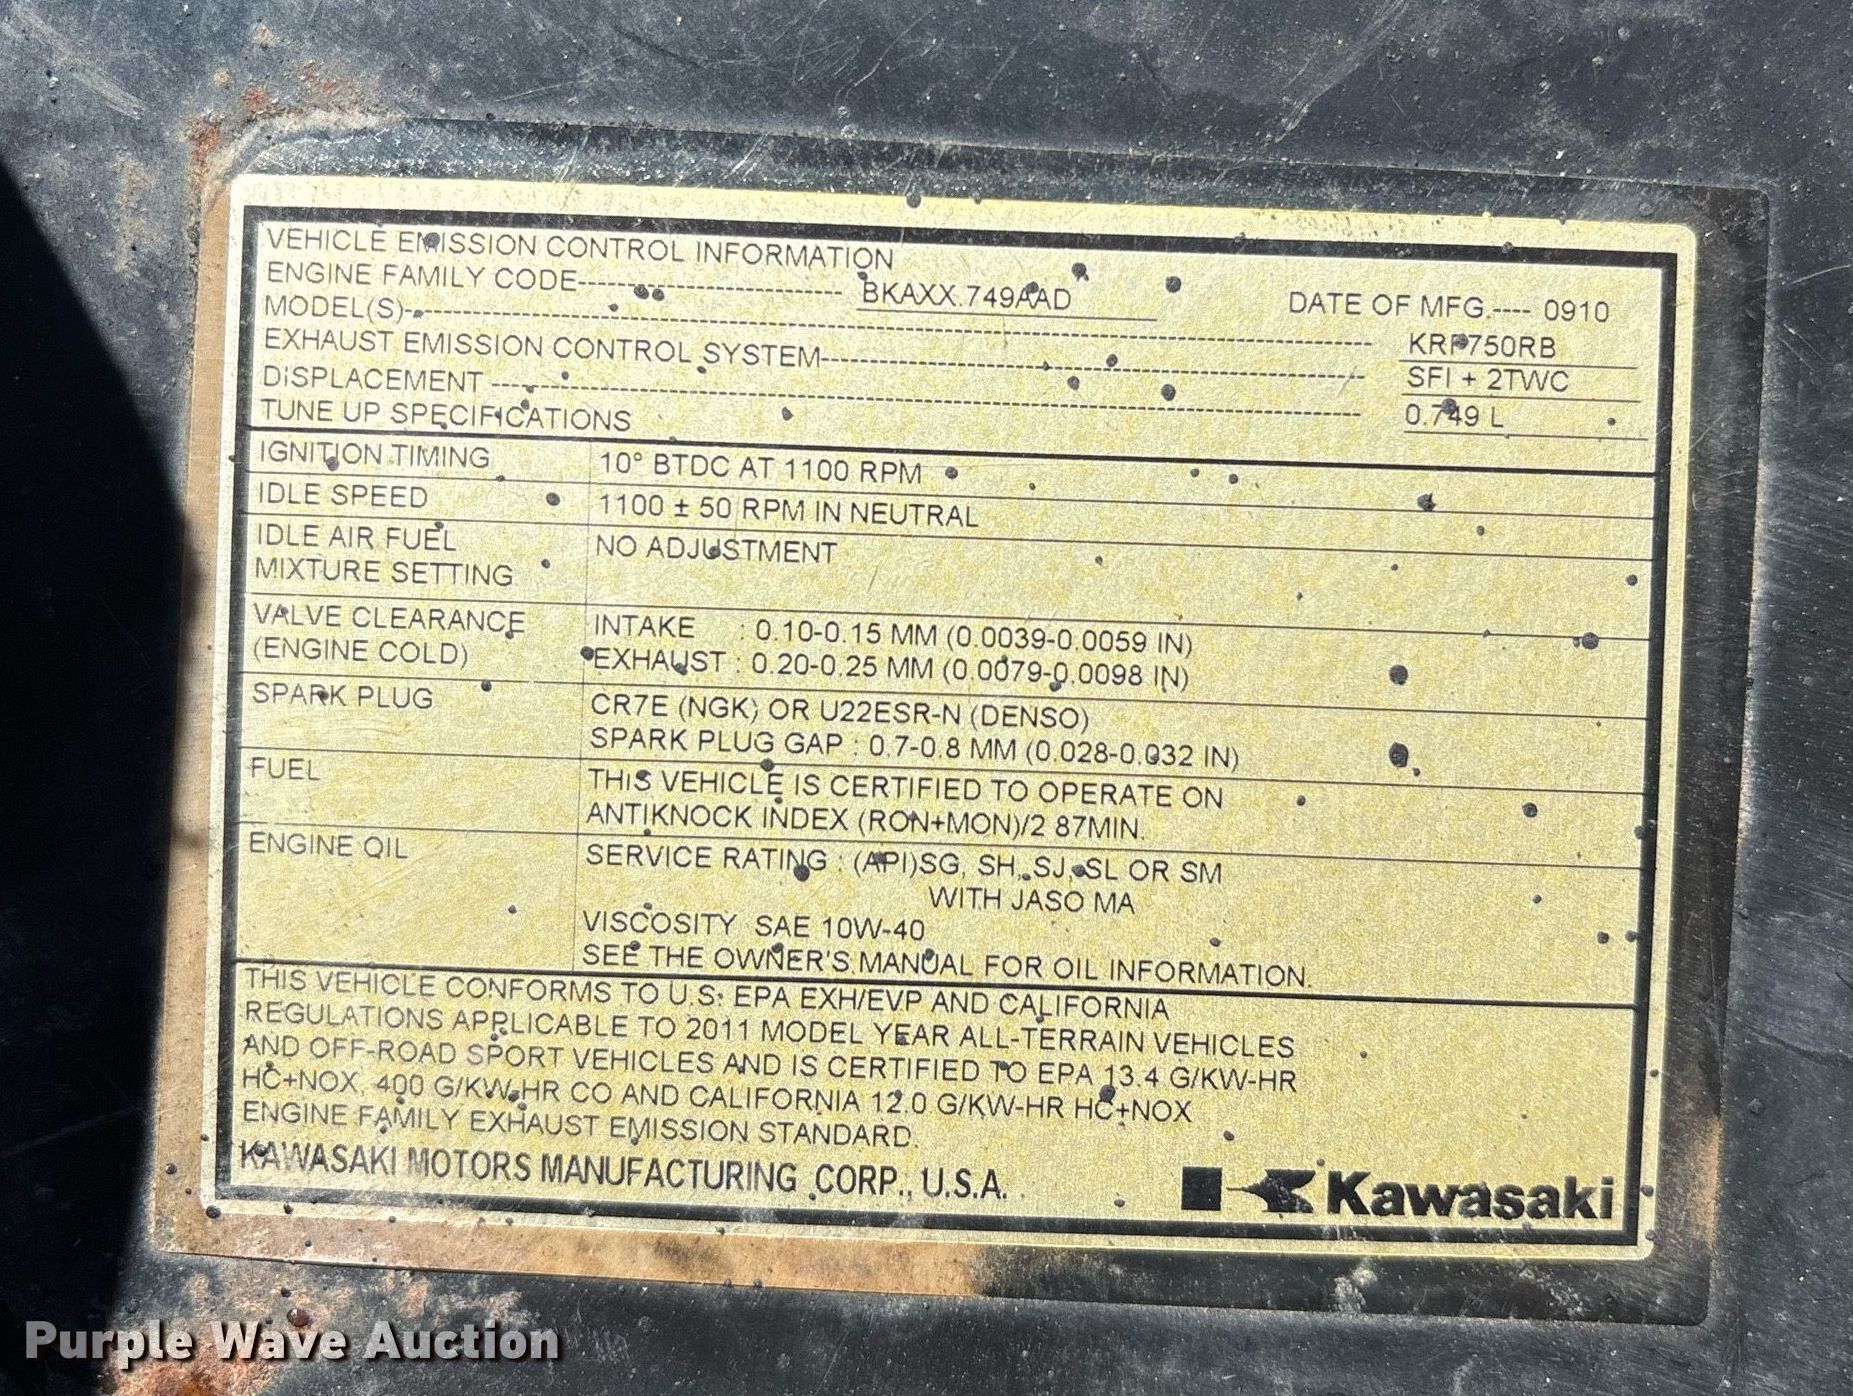 VEHICLE EMISSION CONTROL INFORMATION
ENGINE FAMILY CODE---------------------------- BKAXX.749AAD DATE OF MFG.---- 0910
MODEL(S)---------------------------- KRF750RB
EXHAUST EMISSION CONTROL SYSTEM---------------------------- SFI + 2TWC
DISPLACEMENT ---------------------------- 0.749 L
TUNE UP SPECIFICATIONS
IGNITION TIMING 10° BTDC AT 1100 RPM
IDLE SPEED 1100 ± 50 RPM IN NEUTRAL
IDLE AIR FUEL NO ADJUSTMENT
MIXTURE SETTING
VALVE CLEARANCE INTAKE : 0.10-0.15 MM (0.0039-0.0059 IN)
(ENGINE COLD) EXHAUST : 0.20-0.25 MM (0.0079-0.0098 IN)
SPARK PLUG CR7E (NGK) OR U22ESR-N (DENSO)
SPARK PLUG GAP : 0.7-0.8 MM (0.028-0.032 IN)
FUEL THIS VEHICLE IS CERTIFIED TO OPERATE ON
ANTIKNOCK INDEX (RON+MON)/2 87MIN.
ENGINE OIL SERVICE RATING : (API)SG, SH, SJ, SL OR SM
WITH JASO MA
VISCOSITY SAE 10W-40
SEE THE OWNER'S MANUAL FOR OIL INFORMATION.
THIS VEHICLE CONFORMS TO U.S. EPA EXH/EVP AND CALIFORNIA
REGULATIONS APPLICABLE TO 2011 MODEL YEAR ALL-TERRAIN VEHICLES
AND OFF-ROAD SPORT VEHICLES AND IS CERTIFIED TO EPA 13.4 G/KW-HR
HC+NOX, 400 G/KW-HR CO AND CALIFORNIA 12.0 G/KW-HR HC+NOX
ENGINE FAMILY EXHAUST EMISSION STANDARD.
KAWASAKI MOTORS MANUFACTURING CORP., U.S.A.
Kawasaki
Purple Wave Auction